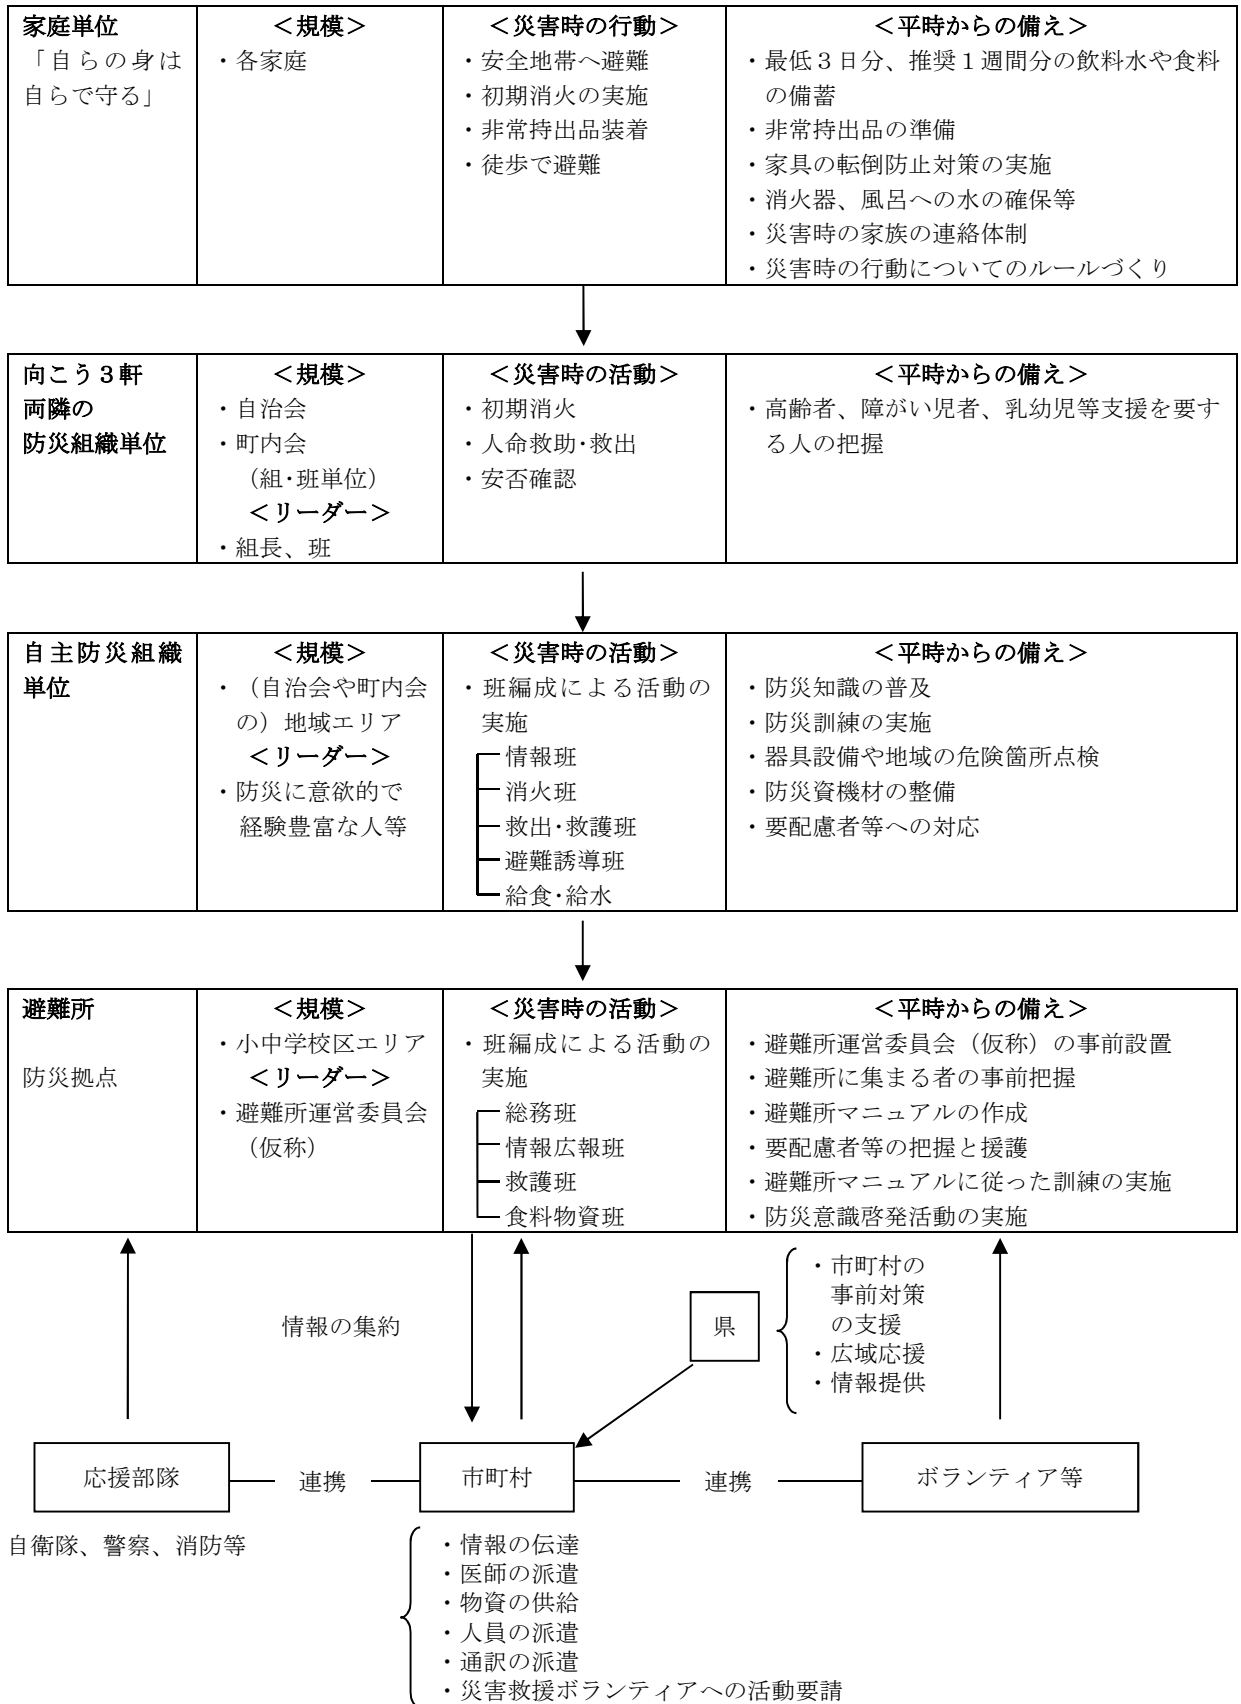 家庭単位
「自らの身は
自らで守る」
＜規模＞
・各家庭
＜災害時の行動＞
・安全地帯へ避難
・初期消火の実施
・非常持出品装着
・徒歩で避難
＜平時からの備え＞
・最低３日分、推奨１週間分の飲料水や食料
の備蓄
・非常持出品の準備
・家具の転倒防止対策の実施
・消火器、風呂への水の確保等
・災害時の家族の連絡体制
・災害時の行動についてのルールづくり
向こう３軒
両隣の
防災組織単位
＜規模＞
・自治会
・町内会
（組･班単位）
＜リーダー＞
・組長、班
＜災害時の活動＞
・初期消火
・人命救助･救出
・安否確認
＜平時からの備え＞
・高齢者、障がい児者、乳幼児等支援を要す
る人の把握
自主防災組織
単位
＜規模＞
・（自治会や町内会
の）地域エリア
＜リーダー＞
・防災に意欲的で
経験豊富な人等
＜災害時の活動＞
・班編成による活動の
実施
情報班
消火班
救出･救護班
避難誘導班
給食･給水
＜平時からの備え＞
・防災知識の普及
・防災訓練の実施
・器具設備や地域の危険箇所点検
・防災資機材の整備
・要配慮者等への対応
避難所
防災拠点
＜規模＞
・小中学校区エリア
＜リーダー＞
・避難所運営委員会
（仮称）
＜災害時の活動＞
・班編成による活動の
実施
総務班
情報広報班
救護班
食料物資班
＜平時からの備え＞
・避難所運営委員会（仮称）の事前設置
・避難所に集まる者の事前把握
・避難所マニュアルの作成
・要配慮者等の把握と援護
・避難所マニュアルに従った訓練の実施
・防災意識啓発活動の実施
情報の集約
県
・市町村の
事前対策
の支援
・広域応援
・情報提供
応援部隊
連携
市町村
連携
ボランティア等
自衛隊、警察、消防等
・情報の伝達
・医師の派遣
・物資の供給
・人員の派遣
・通訳の派遣
・災害救援ボランティアへの活動要請